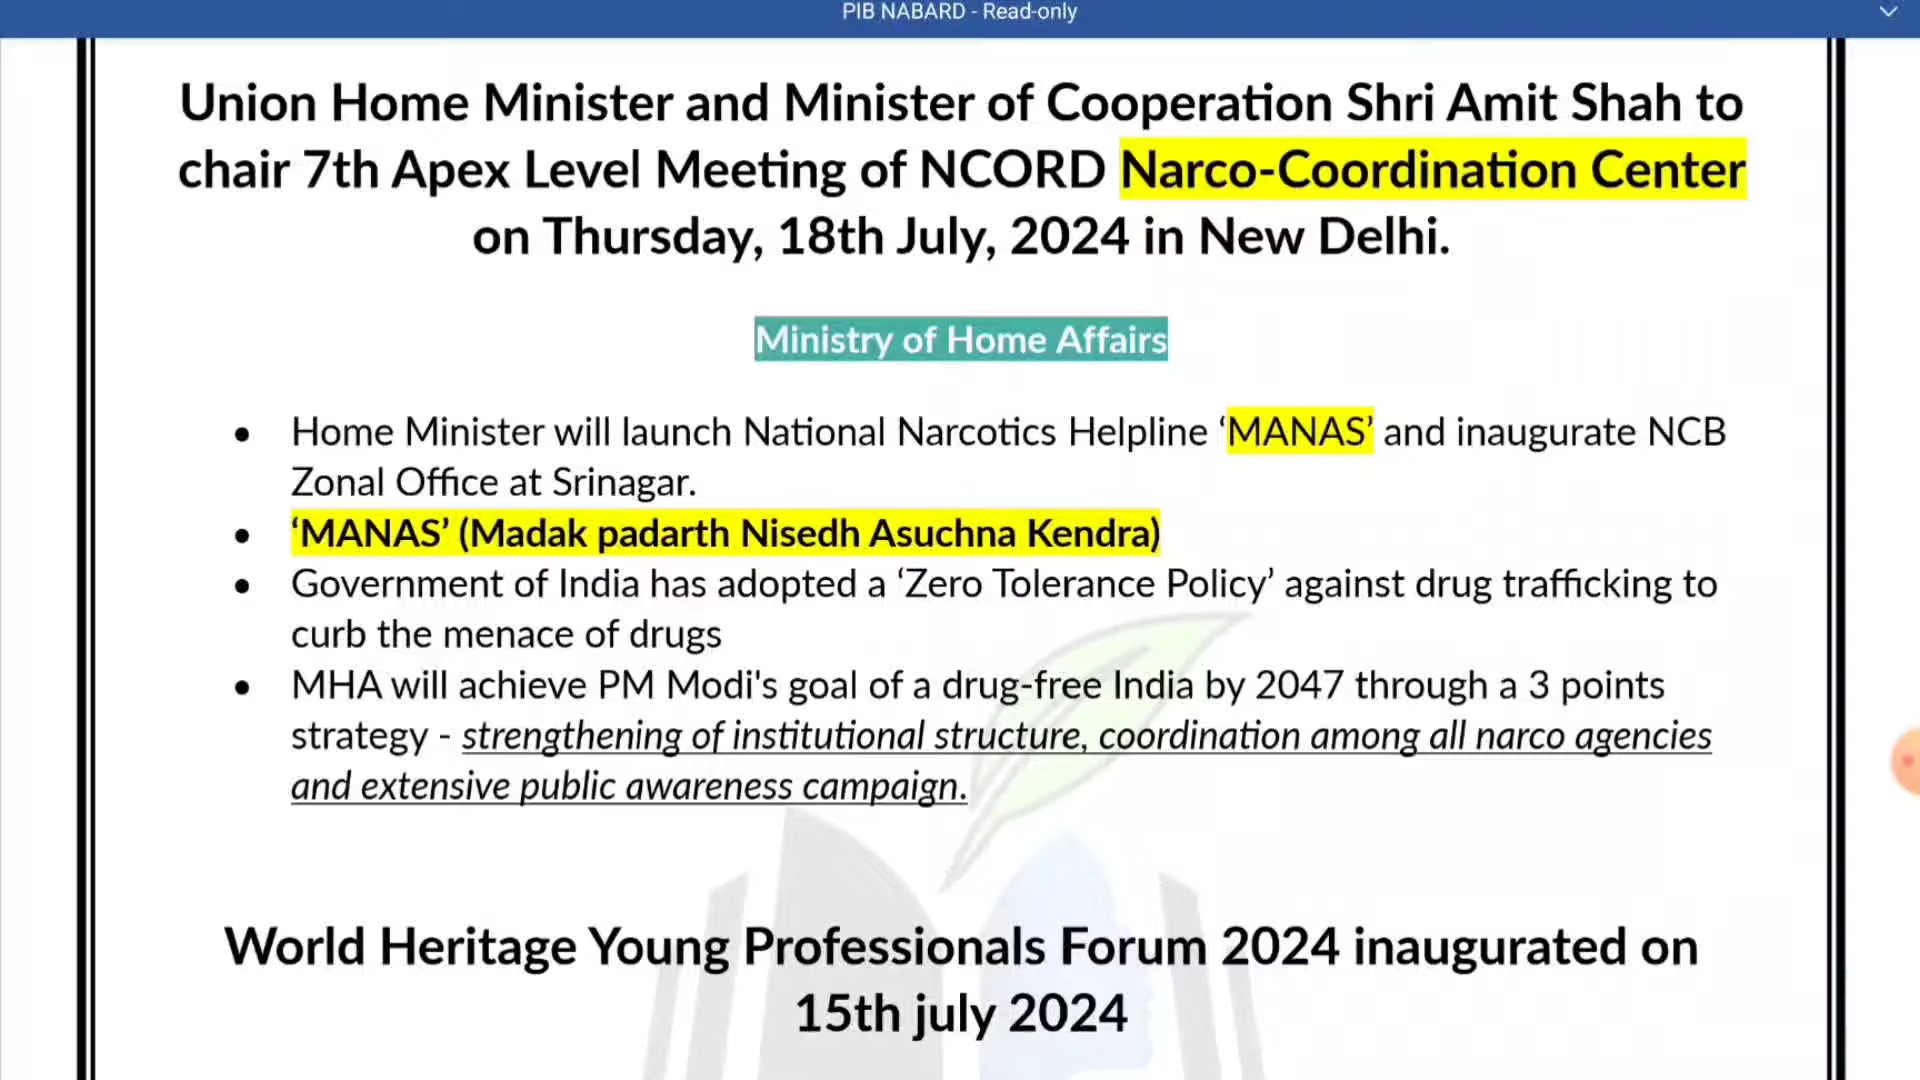 PIB NABARD - Read-only
Union Home Minister and Minister of Cooperation Shri Amit Shah to
chair 7th Apex Level Meeting of NCORD Narco-Coordination Center
on Thursday, 18th July, 2024 in New Delhi.
Ministry of Home Affairs
• Home Minister will launch National Narcotics Helpline ‘MANAS’ and inaugurate NCB
Zonal Office at Srinagar.
• ‘MANAS’ (Madak padarth Nisedh Asuchna Kendra)
• Government of India has adopted a ‘Zero Tolerance Policy’ against drug trafficking to
curb the menace of drugs
• MHA will achieve PM Modi's goal of a drug-free India by 2047 through a 3 points
strategy - strengthening of institutional structure, coordination among all narco agencies
and extensive public awareness campaign.
World Heritage Young Professionals Forum 2024 inaugurated on
15th july 2024